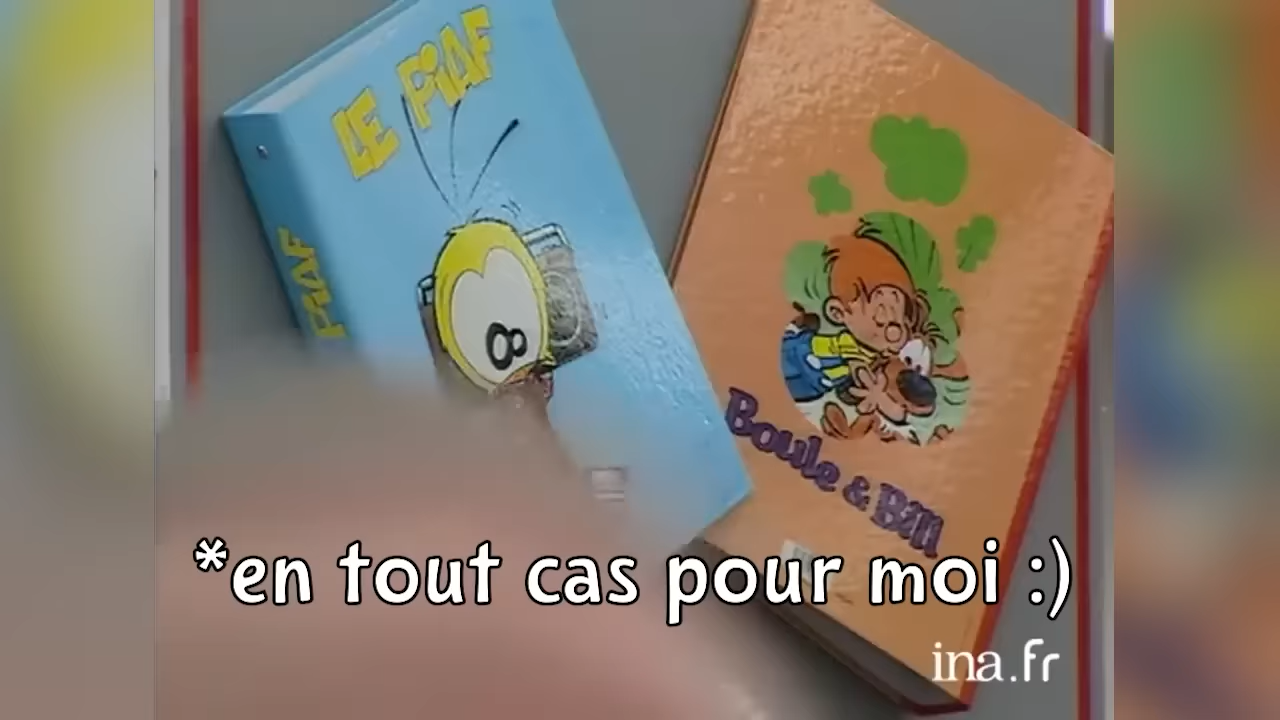 LE PIAF
PIAF
Boule & Bill
*en tout cas pour moi :)
ina.fr